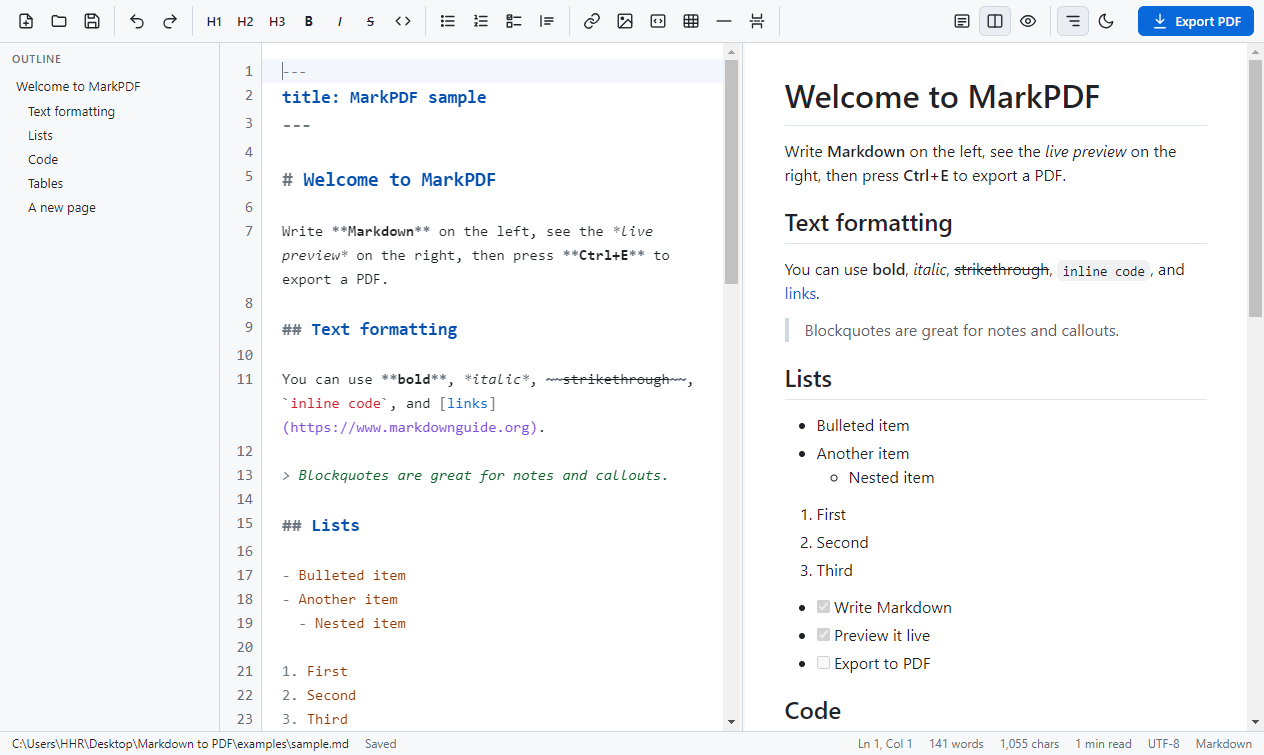 H1 H2 H3 B I S <> Export PDF
OUTLINE
Welcome to MarkPDF
Text formatting
Lists
Code
Tables
A new page
1 ---
2 title: MarkPDF sample
3 ---
4
5 # Welcome to MarkPDF
6
7 Write **Markdown** on the left, see the *live
preview* on the right, then press **Ctrl+E** to
export a PDF.
8
9 ## Text formatting
10
11 You can use **bold**, *italic*, ~~strikethrough~~,
`inline code`, and [links]
(https://www.markdownguide.org).
12
13 > Blockquotes are great for notes and callouts.
14
15 ## Lists
16
17 - Bulleted item
18 - Another item
19 - Nested item
20
21 1. First
22 2. Second
23 3. Third
Welcome to MarkPDF
Write Markdown on the left, see the live preview on the
right, then press Ctrl+E to export a PDF.
Text formatting
You can use bold, italic, strikethrough, inline code, and
links.
Blockquotes are great for notes and callouts.
Lists
• Bulleted item
• Another item
◦ Nested item
1. First
2. Second
3. Third
• Write Markdown
• Preview it live
• Export to PDF
Code
C:\Users\HHR\Desktop\Markdown to PDF\examples\sample.md Saved Ln 1, Col 1 141 words 1,055 chars 1 min read UTF-8 Markdown